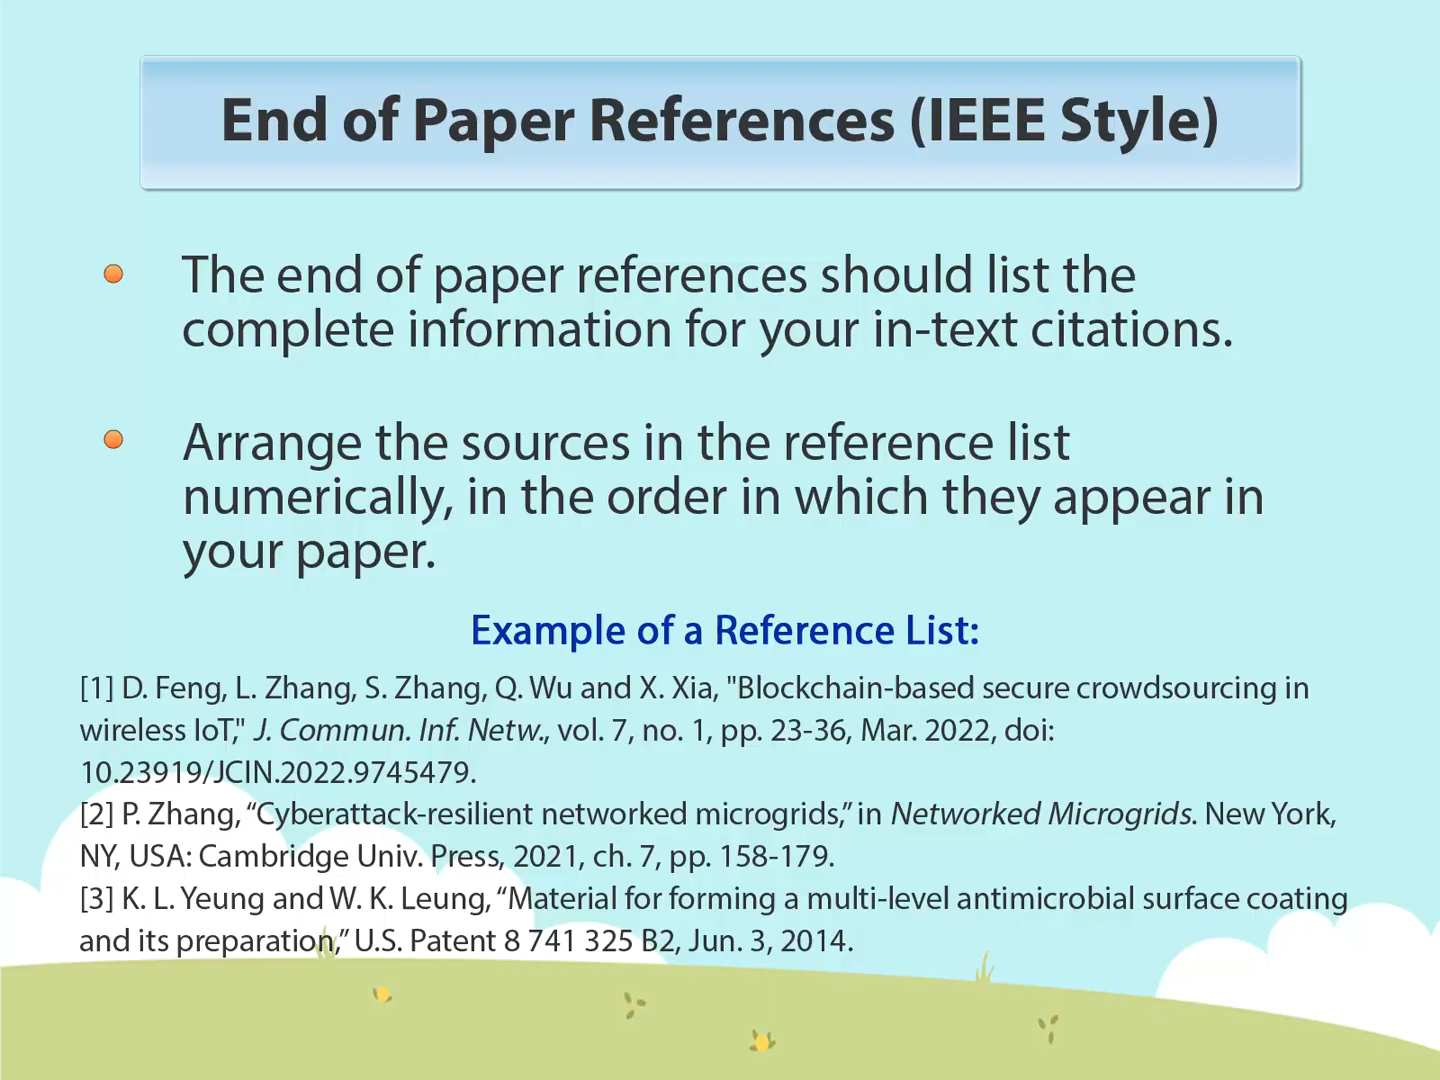 End of Paper References (IEEE Style)
The end of paper references should list the
complete information for your in-text citations.
Arrange the sources in the reference list
numerically, in the order in which they appear in
your paper.
Example of a Reference List:
[1] D. Feng, L. Zhang, S. Zhang, Q. Wu and X. Xia, "Blockchain-based secure crowdsourcing in
wireless IoT," J. Commun. Inf. Netw., vol. 7, no. 1, pp. 23-36, Mar. 2022, doi:
10.23919/JCIN.2022.9745479.
[2] P. Zhang, “Cyberattack-resilient networked microgrids,” in Networked Microgrids. New York,
NY, USA: Cambridge Univ. Press, 2021, ch. 7, pp. 158-179.
[3] K. L. Yeung and W. K. Leung, “Material for forming a multi-level antimicrobial surface coating
and its preparation,” U.S. Patent 8 741 325 B2, Jun. 3, 2014.